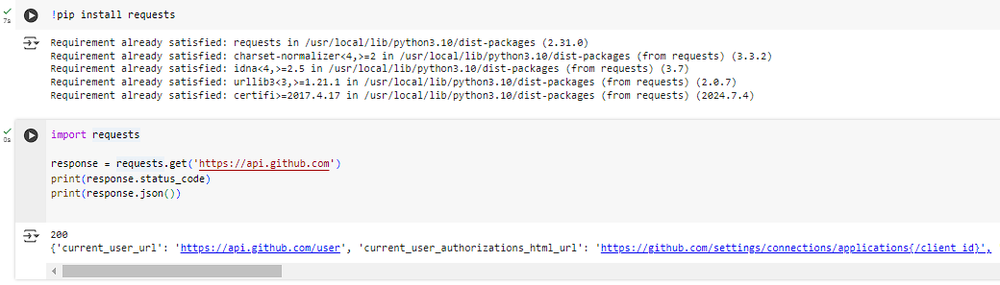 !pip install requests
7s
Requirement already satisfied: requests in /usr/local/lib/python3.10/dist-packages (2.31.0)
Requirement already satisfied: charset-normalizer<4,>=2 in /usr/local/lib/python3.10/dist-packages (from requests) (3.3.2)
Requirement already satisfied: idna<4,>=2.5 in /usr/local/lib/python3.10/dist-packages (from requests) (3.7)
Requirement already satisfied: urllib3<3,>=1.21.1 in /usr/local/lib/python3.10/dist-packages (from requests) (2.0.7)
Requirement already satisfied: certifi>=2017.4.17 in /usr/local/lib/python3.10/dist-packages (from requests) (2024.7.4)
import requests
0s
response = requests.get('https://api.github.com')
print(response.status_code)
print(response.json())
200
{'current_user_url': 'https://api.github.com/user', 'current_user_authorizations_html_url': 'https://github.com/settings/connections/applications{/client_id}',